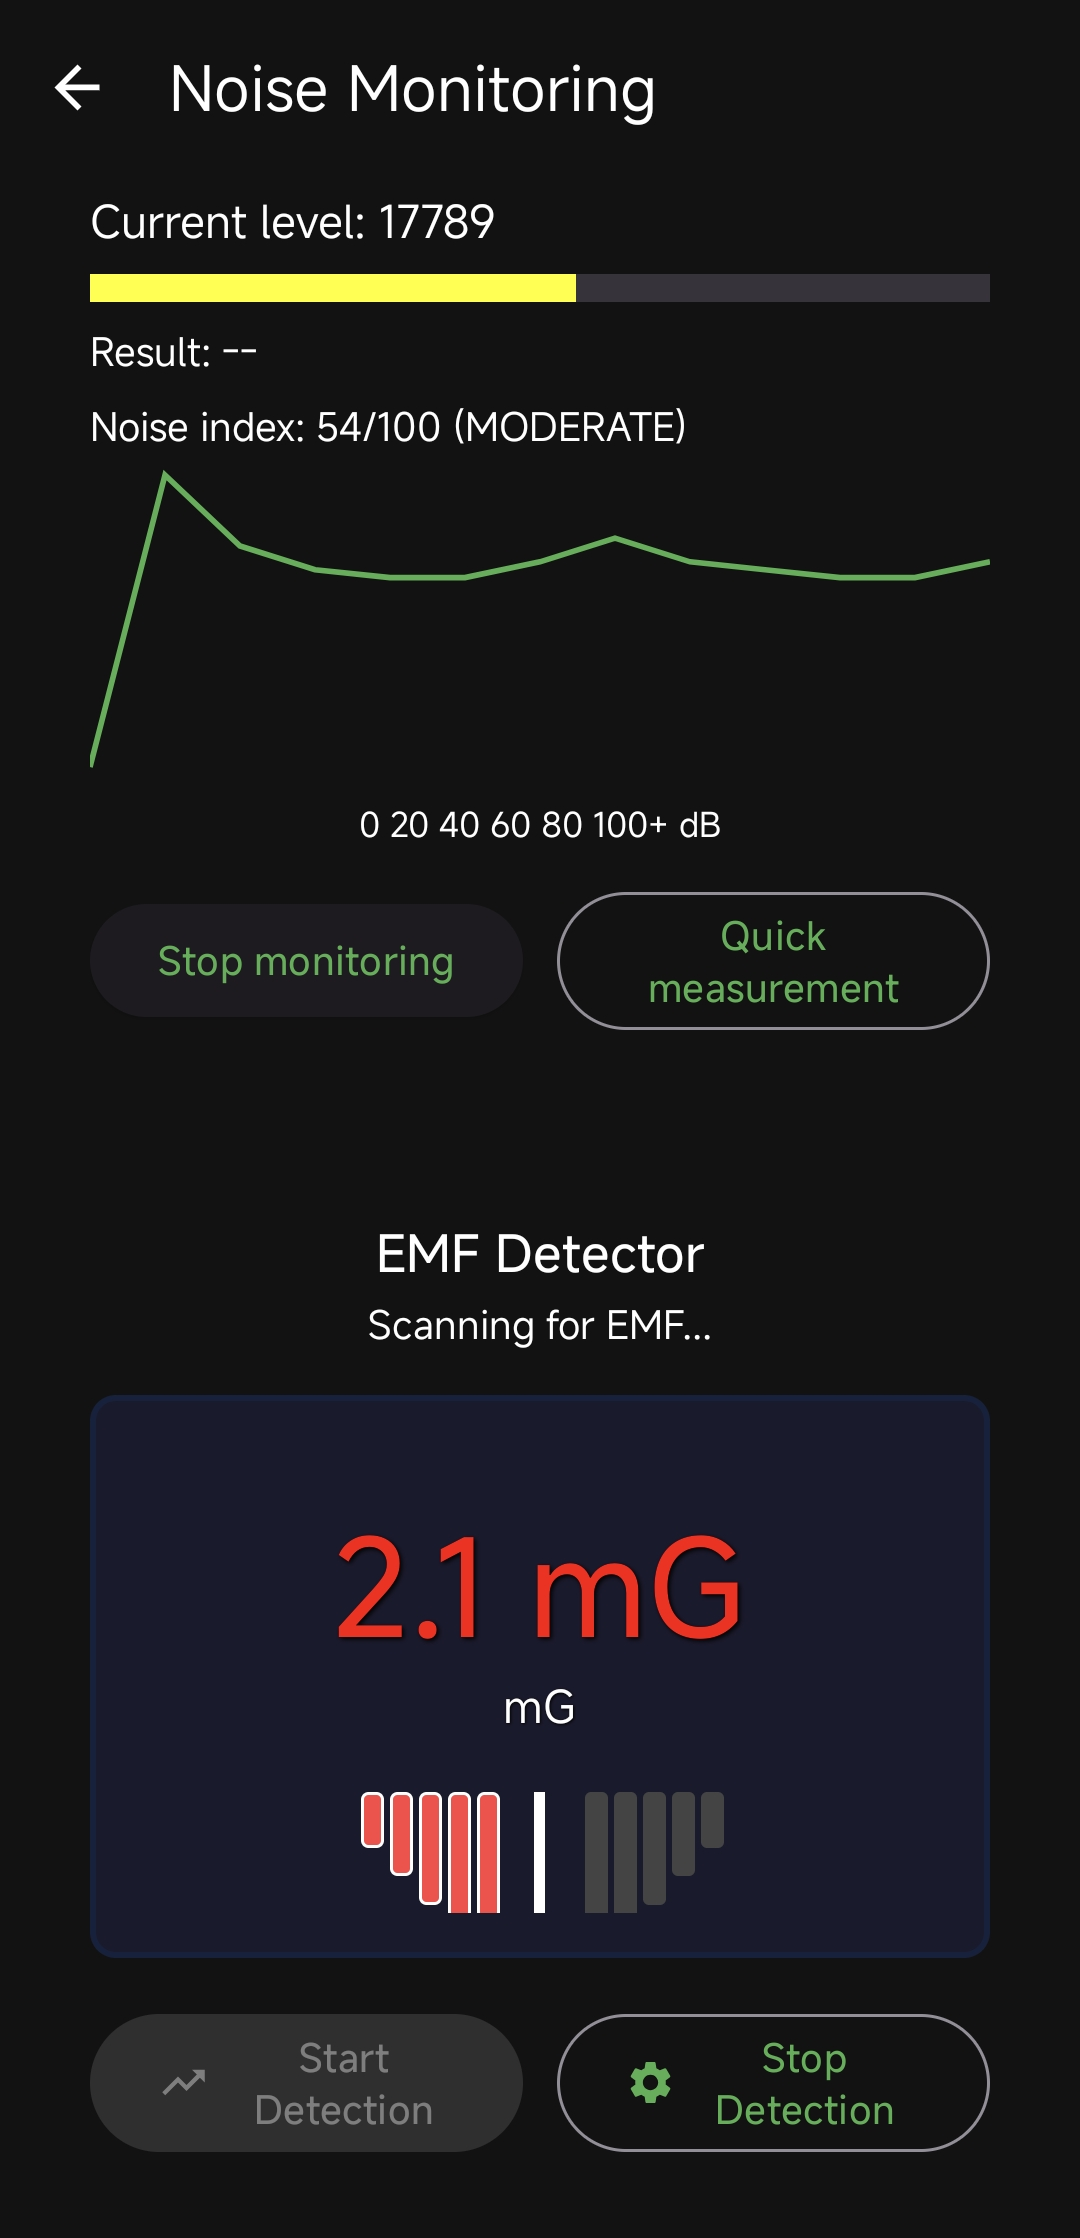 Noise Monitoring
Current level: 17789
Result: --
Noise index: 54/100 (MODERATE)
0 20 40 60 80 100+ dB
Stop monitoring
Quick
measurement
EMF Detector
Scanning for EMF...
2.1 mG
mG
Start
Detection
Stop
Detection